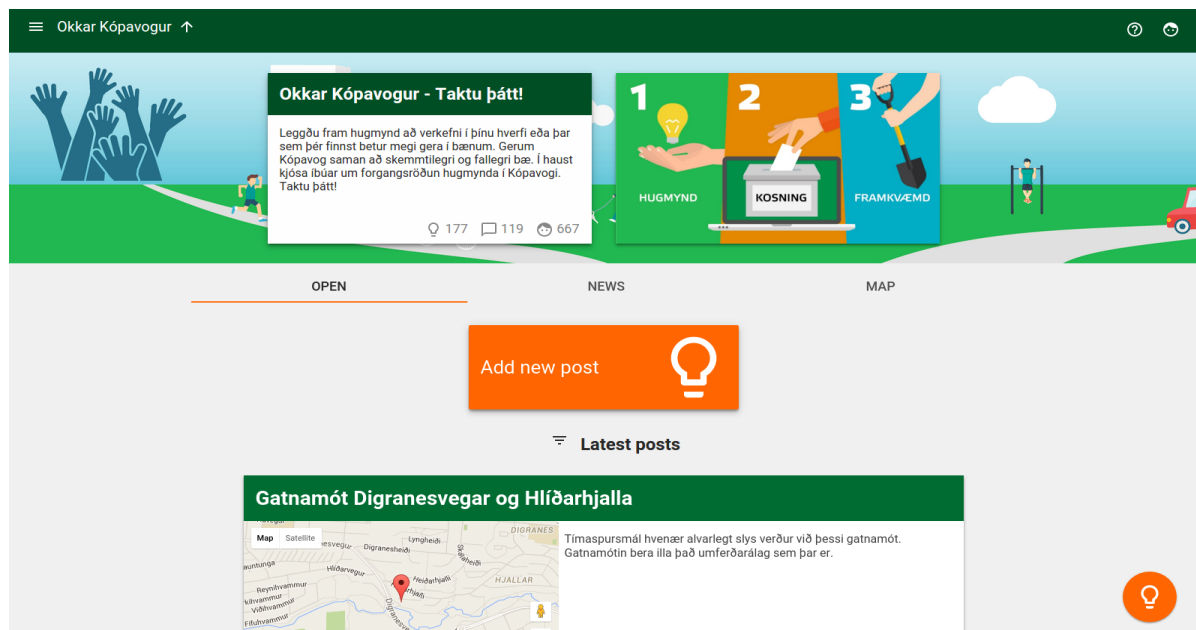 Okkar Kópavogur
Okkar Kópavogur - Taktu þátt!
Leggðu fram hugmynd að verkefni í þínu hverfi eða þar
sem þér finnst betur megi gera í bænum. Gerum
Kópavog saman að skemmtilegri og fallegri bæ. Í haust
kjósa íbúar um forgangsröðun hugmynda í Kópavogi.
Taktu þátt!
177 119 667
1 2 3
HUGMYND
KOSNING
FRAMKVÆMD
OPEN NEWS MAP
Add new post
Latest posts
Gatnamót Digranesvegar og Hlíðarhjalla
Tímaspursmál hvenær alvarlegt slys verður við þessi gatnamót.
Gatnamótin bera illa það umferðarálag sem þar er.
Map Satellite
DIGRANES
Lyngheiði
Digranesheiði
Hlíðarvegur
Heiðarhjalli
HJALLAR
Reynihvammur
Víðihvammur
Fífuhvammur